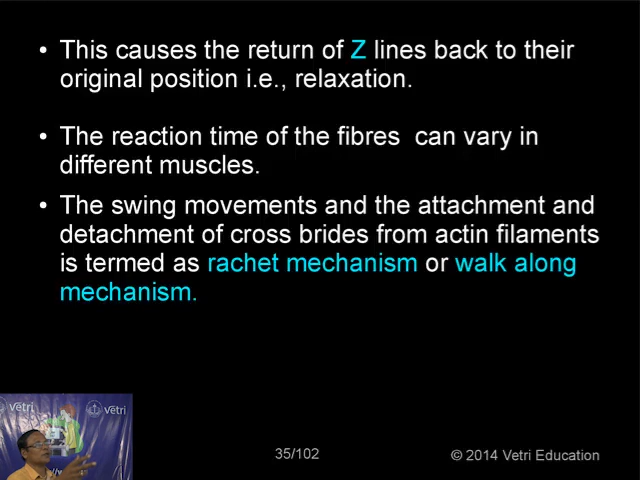 • This causes the return of Z lines back to their
original position i.e., relaxation.
• The reaction time of the fibres can vary in
different muscles.
• The swing movements and the attachment and
detachment of cross brides from actin filaments
is termed as rachet mechanism or walk along
mechanism.
vetri
vetri
35/102
© 2014 Vetri Education